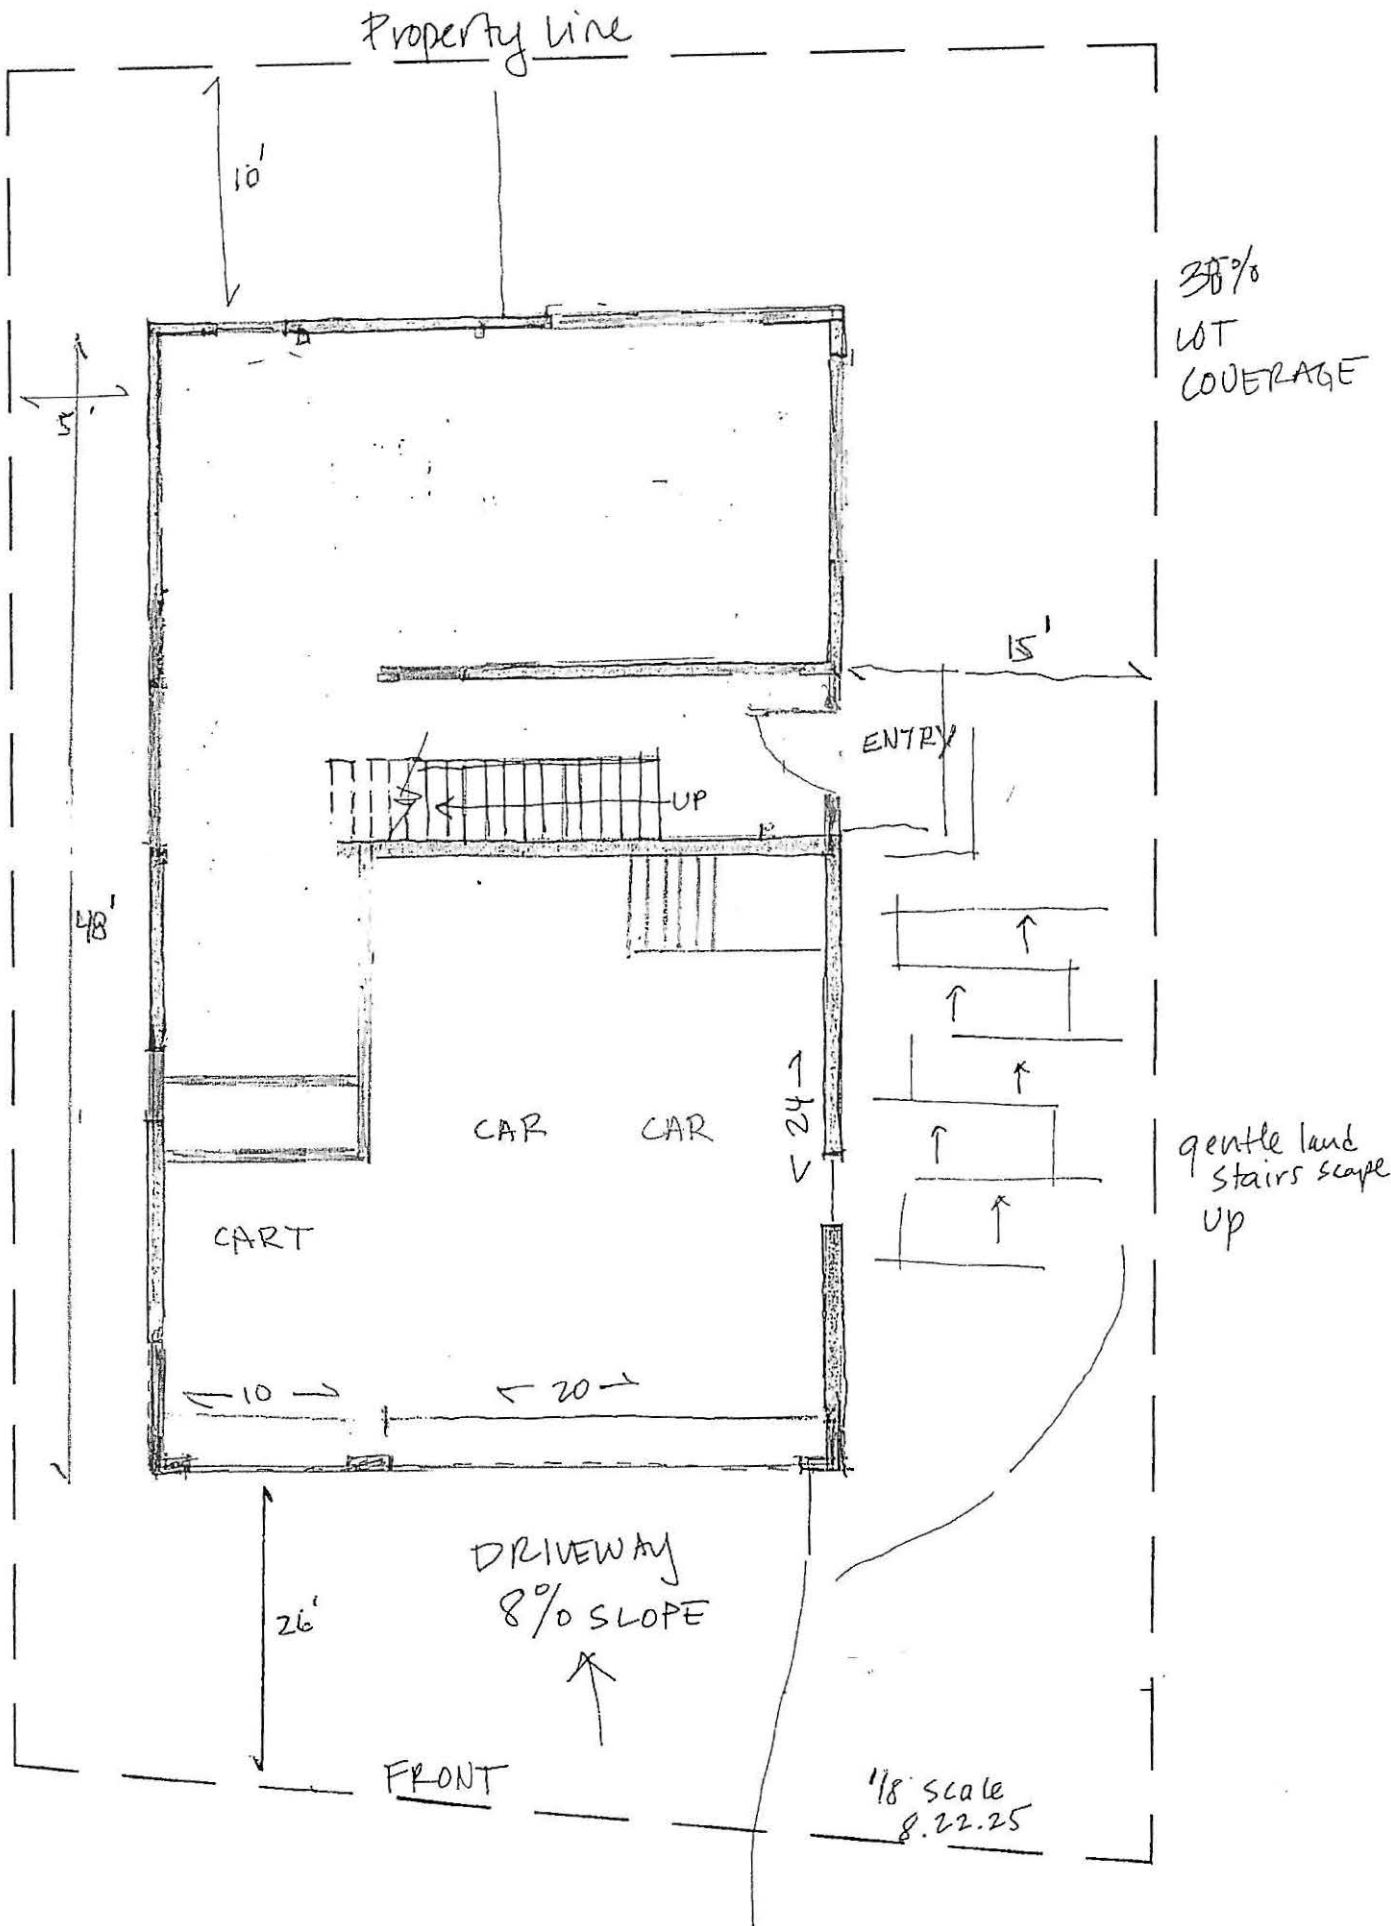 Property Line
10'
38%
LOT
COVERAGE
5'
15'
ENTRY
UP
48'
24
CAR CAR
gentle land
stairs scape
up
CART
10 20
DRIVEWAY
8% SLOPE
26'
FRONT
1/8 scale
8.22.25